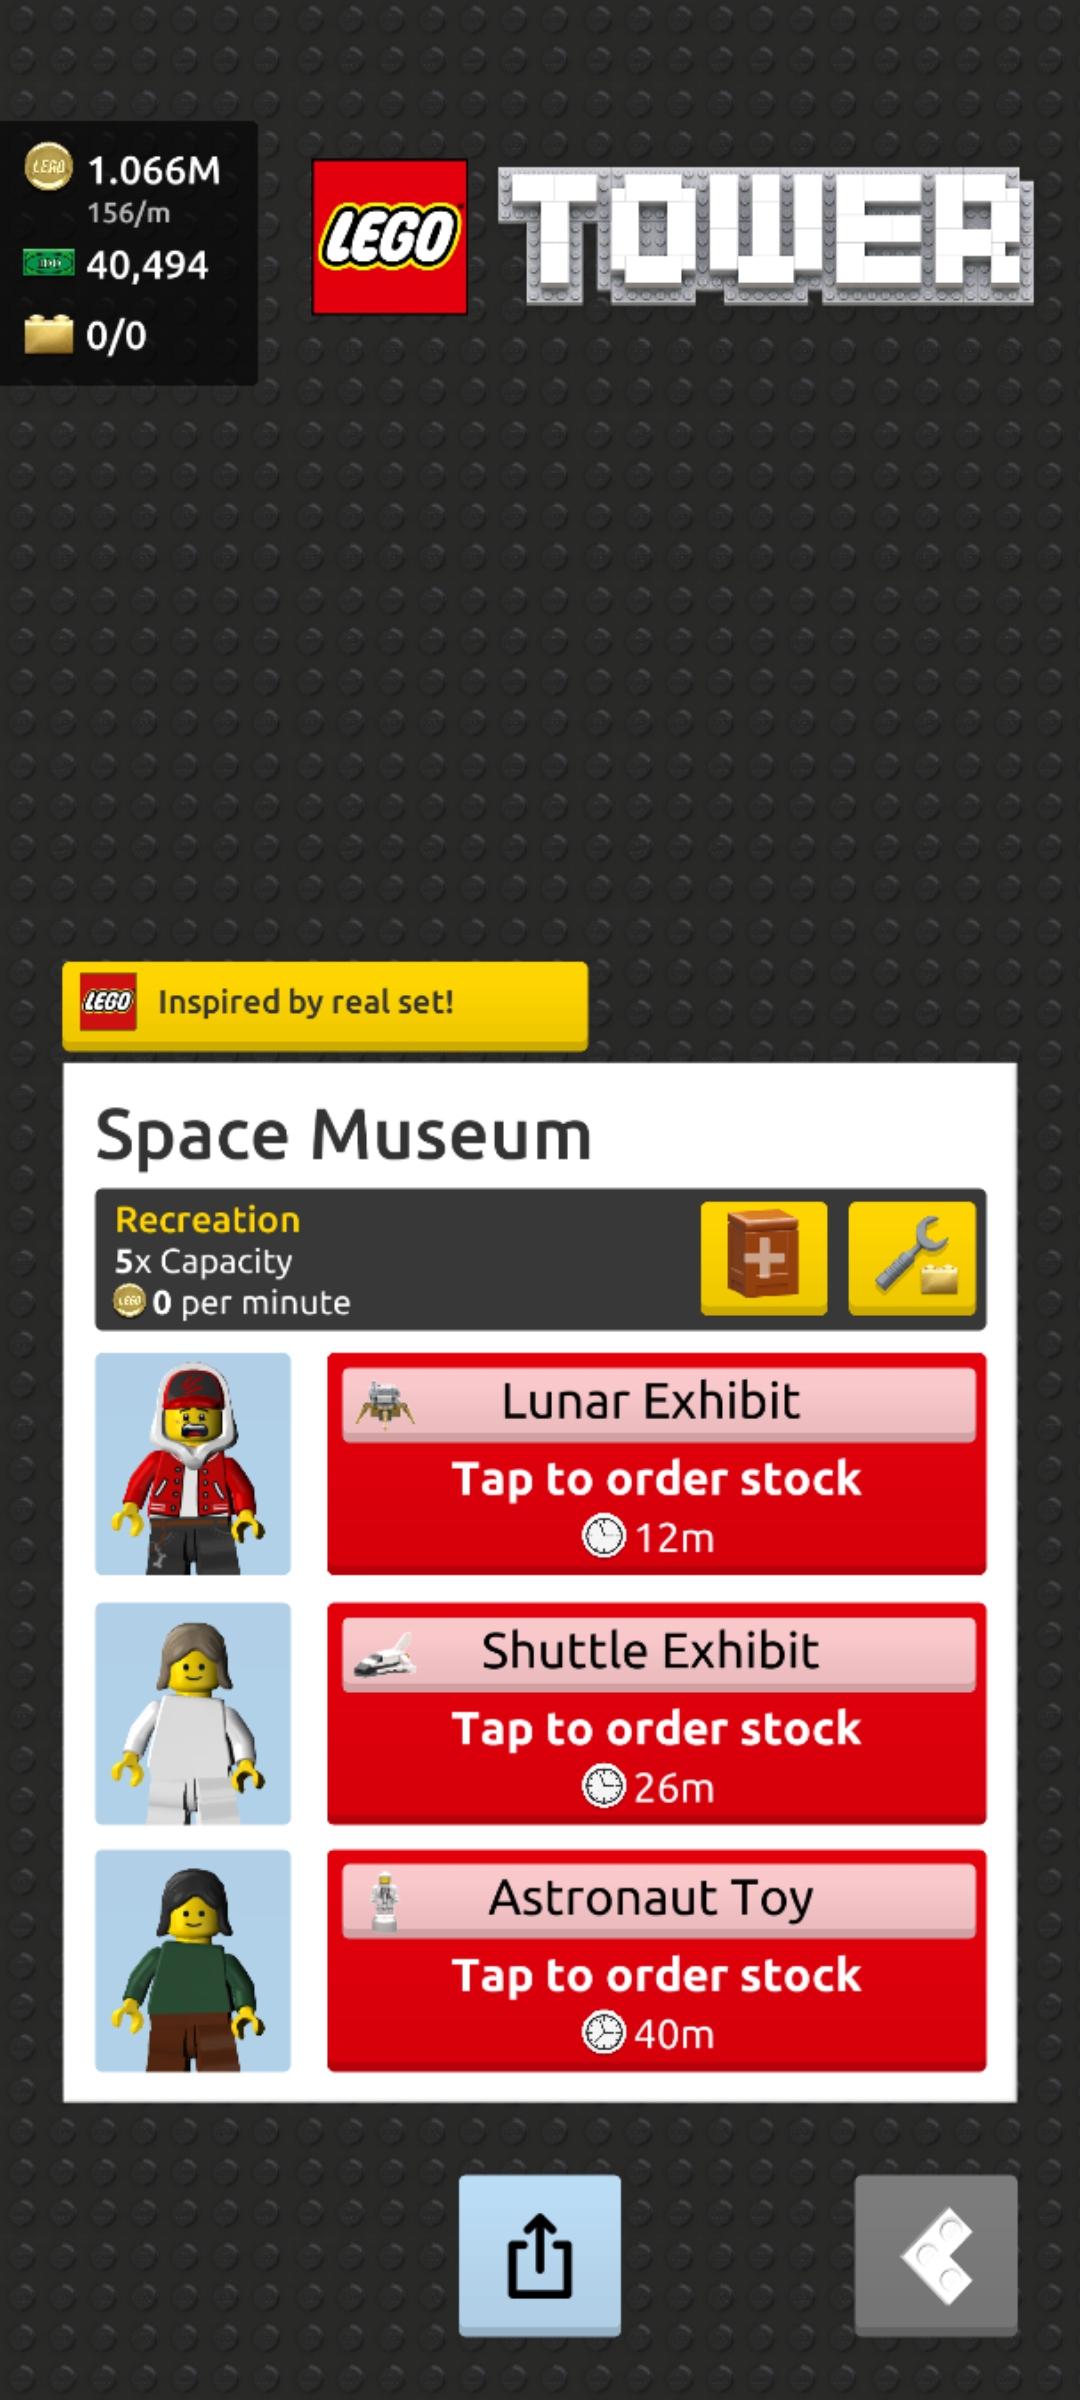 1.066M
156/m
40,494
0/0
LEGO TOWER
LEGO Inspired by real set!
Space Museum
Recreation
5x Capacity
0 per minute
Lunar Exhibit
Tap to order stock
12m
Shuttle Exhibit
Tap to order stock
26m
Astronaut Toy
Tap to order stock
40m